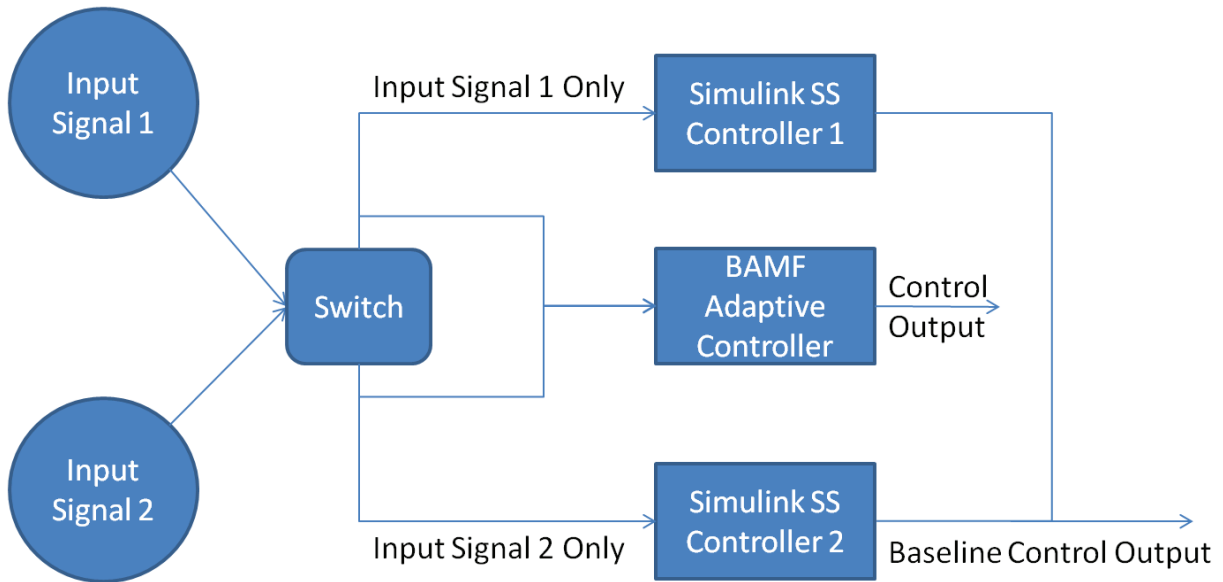 Input
Signal 1
Input Signal 1 Only
Simulink SS
Controller 1
Switch
BAMF
Adaptive
Controller
Control
Output
Input
Signal 2
Input Signal 2 Only
Simulink SS
Controller 2
Baseline Control Output